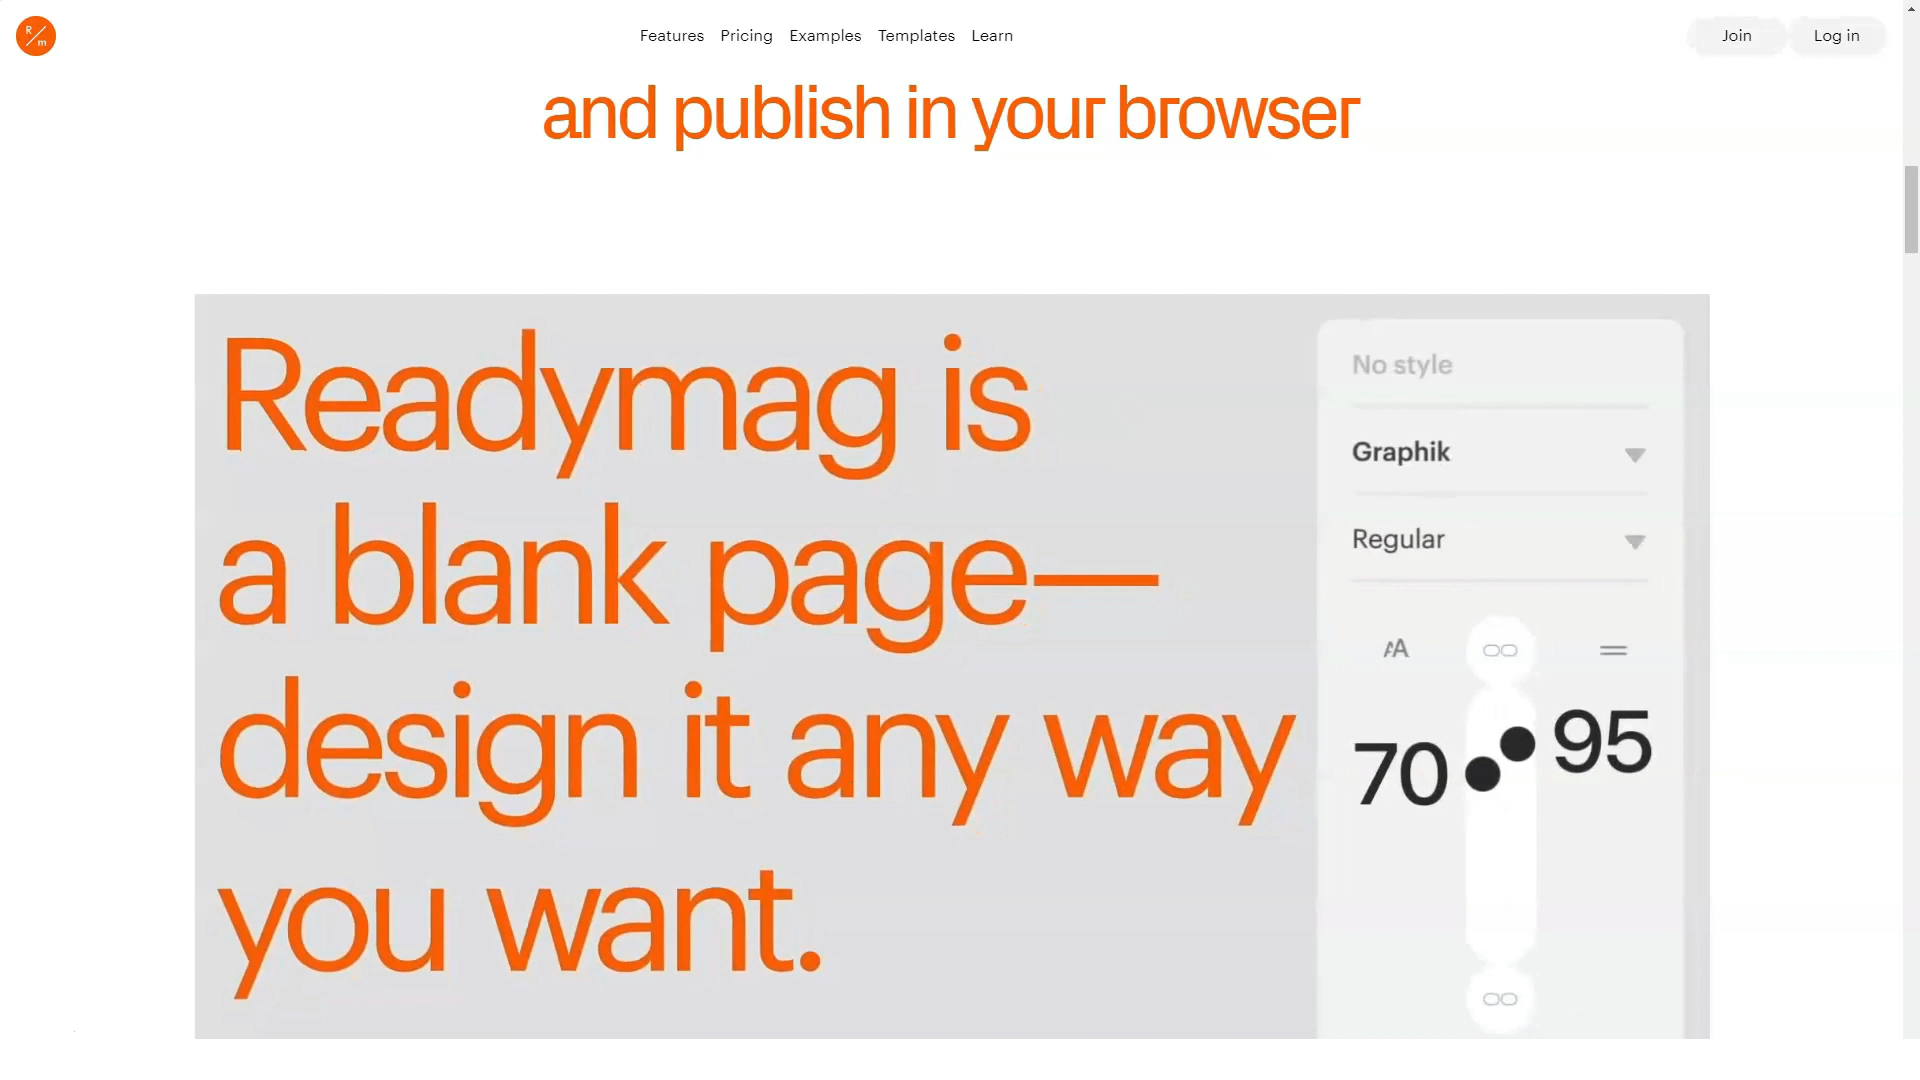 R
m
Features Pricing Examples Templates Learn
Join
Log in
and publish in your browser
Readymag is
a blank page—
design it any way
you want.
No style
Graphik
Regular
AA
70
95